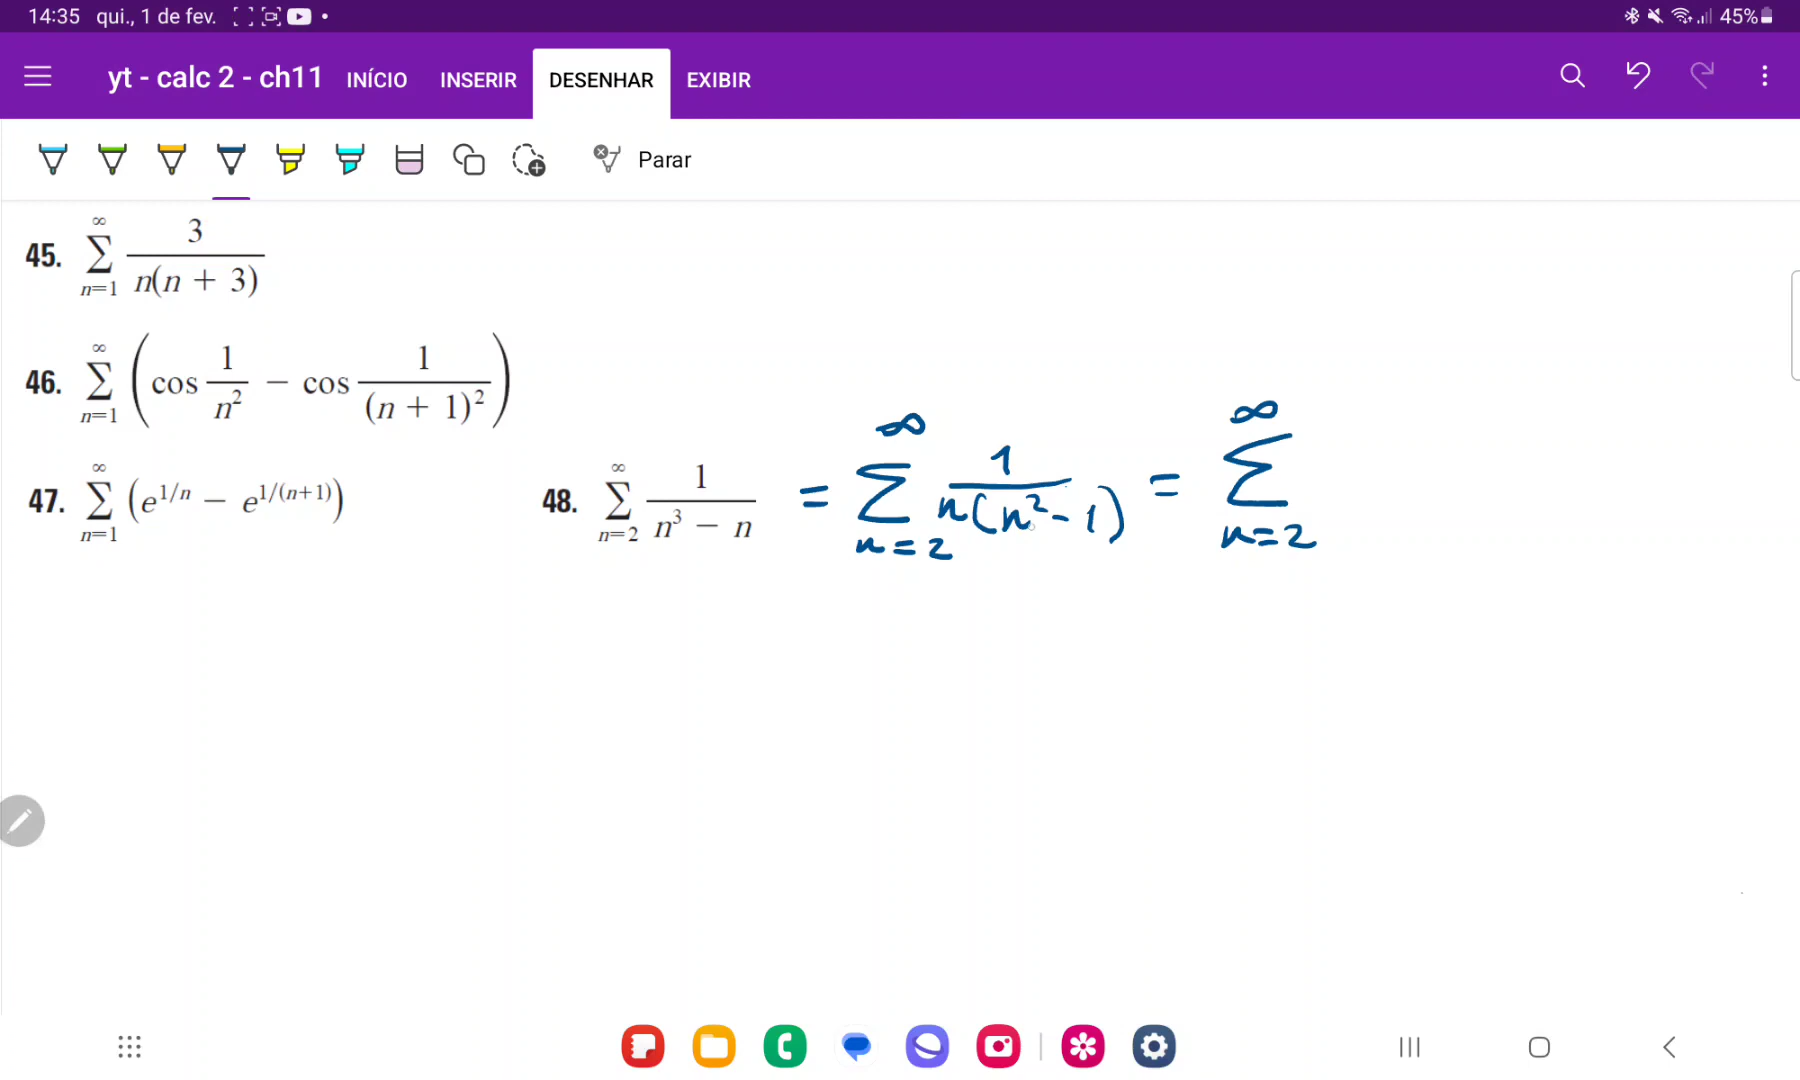 14:35 qui., 1 de fev. 45%
yt - calc 2 - ch11 INÍCIO INSERIR DESENHAR EXIBIR
Parar
45. ∞ ∑ n=1 3 / n(n + 3)
46. ∞ ∑ n=1 ( cos 1/n² − cos 1/(n + 1)² )
47. ∞ ∑ n=1 (e^{1/n} − e^{1/(n+1)})
48. ∞ ∑ n=2 1 / n³ − n = ∞ ∑ n=2 1 / n(n²-1) = ∞ ∑ n=2